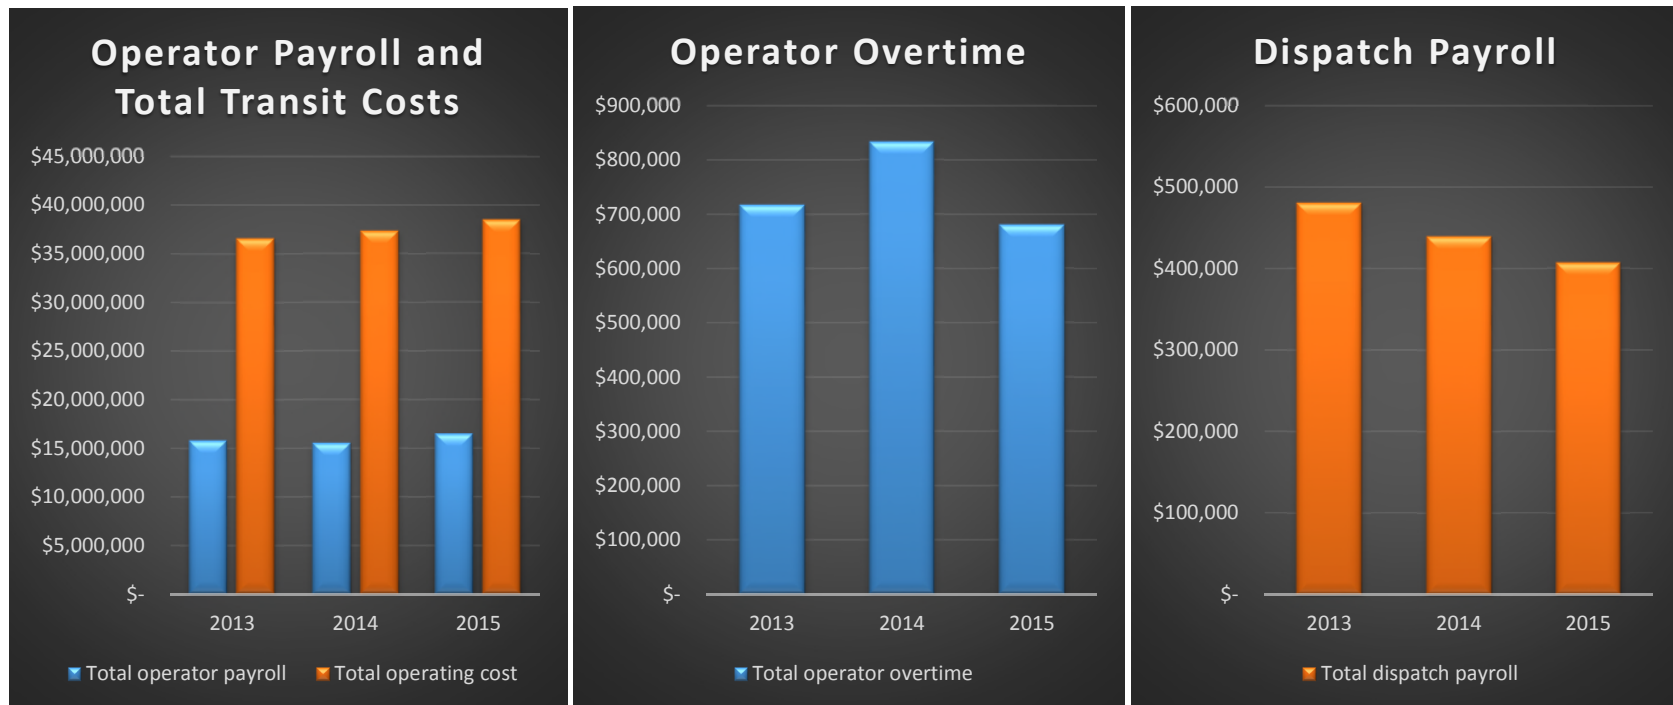 Operator Payroll and
Total Transit Costs
$45,000,000
$40,000,000
$35,000,000
$30,000,000
$25,000,000
$20,000,000
$15,000,000
$10,000,000
$5,000,000
$-
2013 2014 2015
Total operator payroll Total operating cost
Operator Overtime
$900,000
$800,000
$700,000
$600,000
$500,000
$400,000
$300,000
$200,000
$100,000
$-
2013 2014 2015
Total operator overtime
Dispatch Payroll
$600,000
$500,000
$400,000
$300,000
$200,000
$100,000
$-
2013 2014 2015
Total dispatch payroll